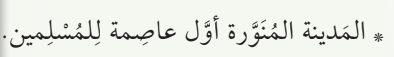 * المَدينة المُنَوَّرة أوَّل عاصِمة لِلمُسْلِمين.